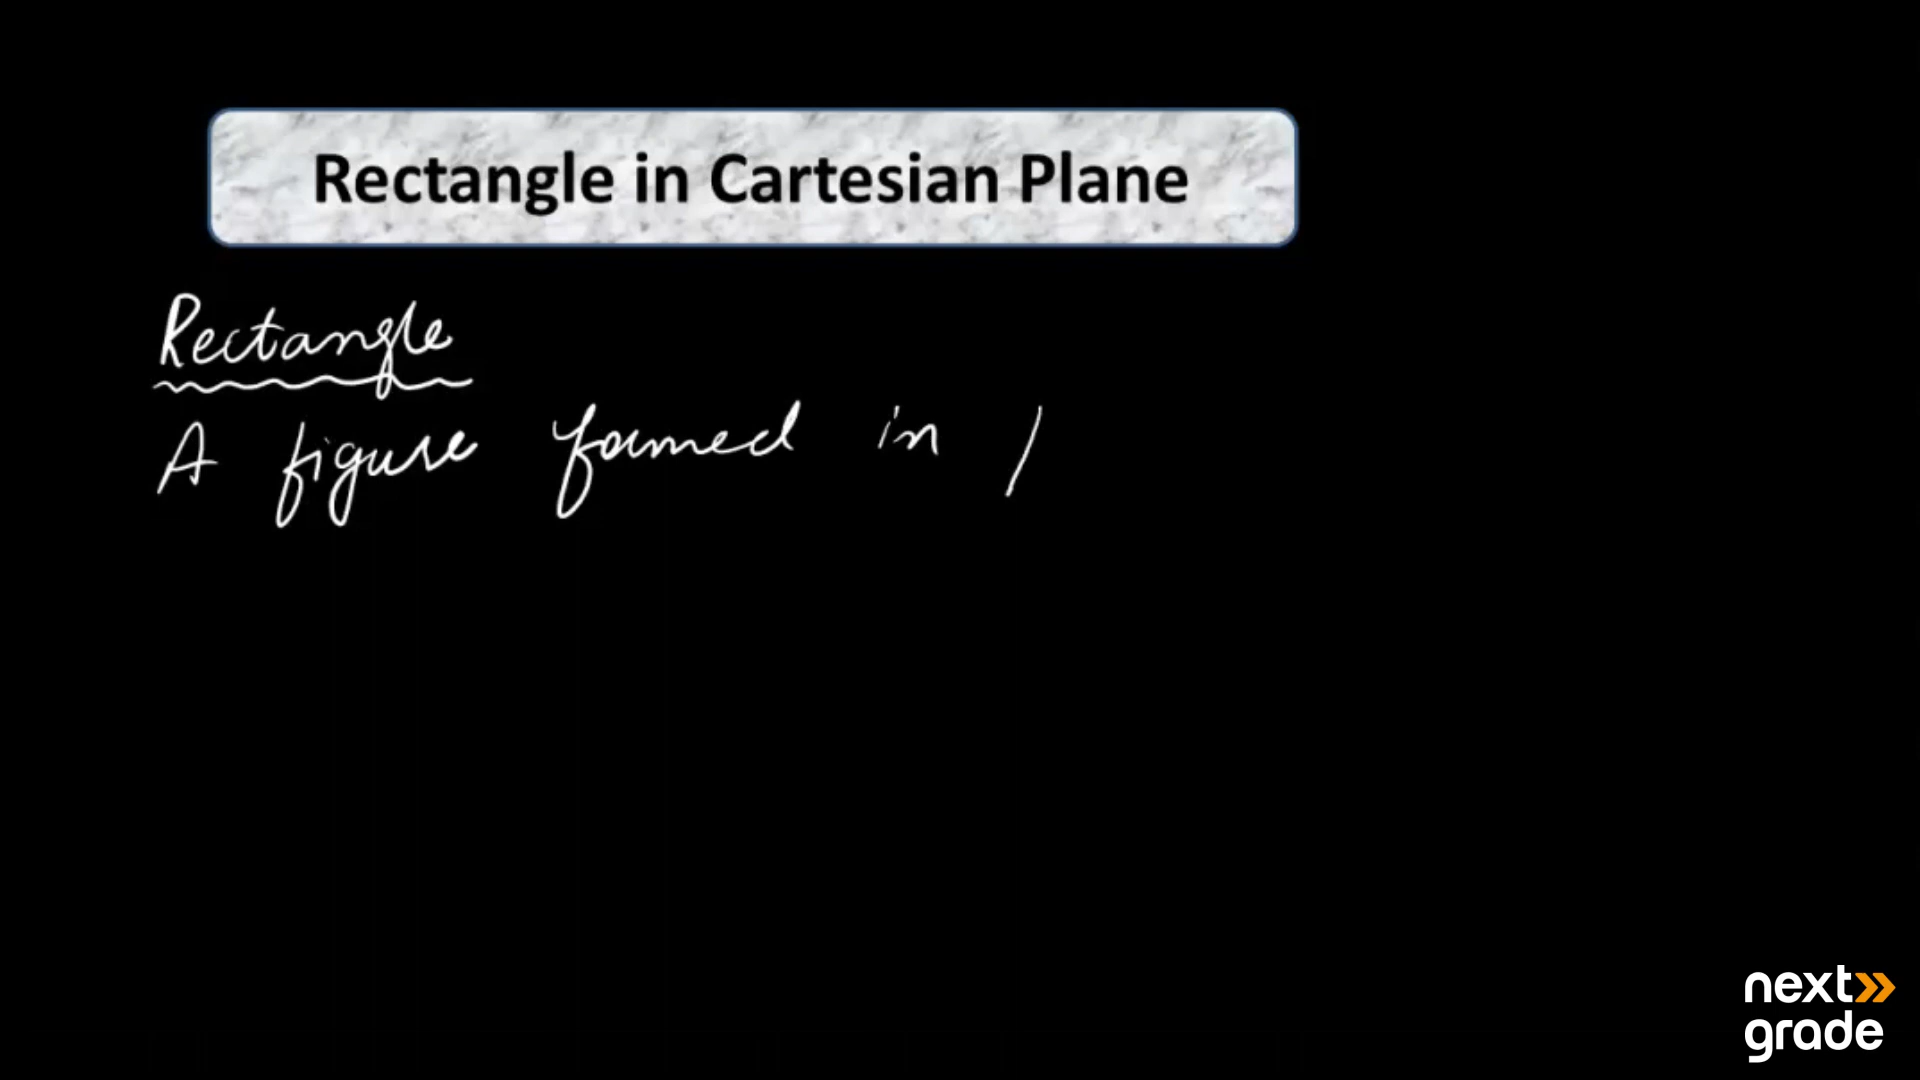 Rectangle in Cartesian Plane
Rectangle
A figure formed in
next
grade